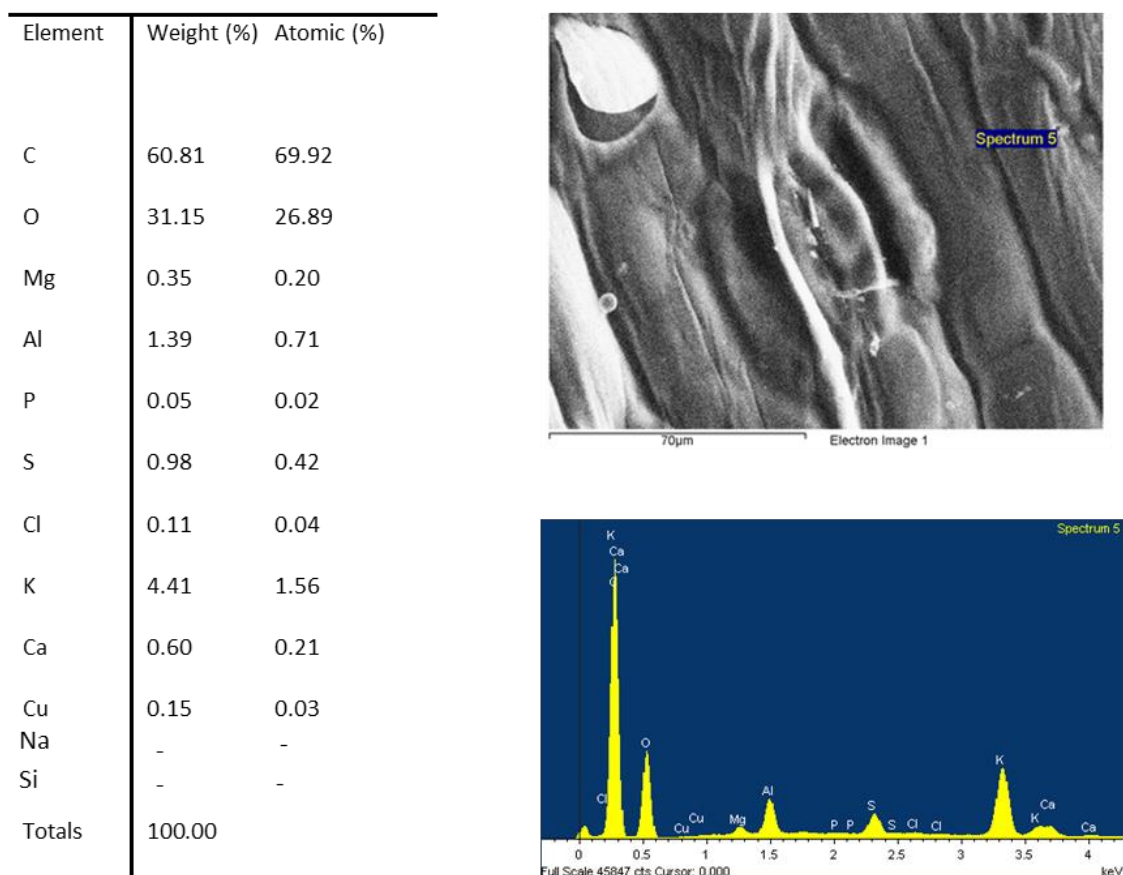 Element Weight (%) Atomic (%)
C 60.81 69.92
O 31.15 26.89
Mg 0.35 0.20
Al 1.39 0.71
P 0.05 0.02
S 0.98 0.42
Cl 0.11 0.04
K 4.41 1.56
Ca 0.60 0.21
Cu 0.15 0.03
Na - -
Si - -
Totals 100.00
Spectrum 5
70µm Electron Image 1
Spectrum 5
K
Ca
Ca
O
K
Al
Ca
S
Cl
Cu
Cu
Mg
P P
S
Cl
Cl
K
Ca
0 0.5 1 1.5 2 2.5 3 3.5 4
Full Scale 45847 cts Cursor: 0.000 keV